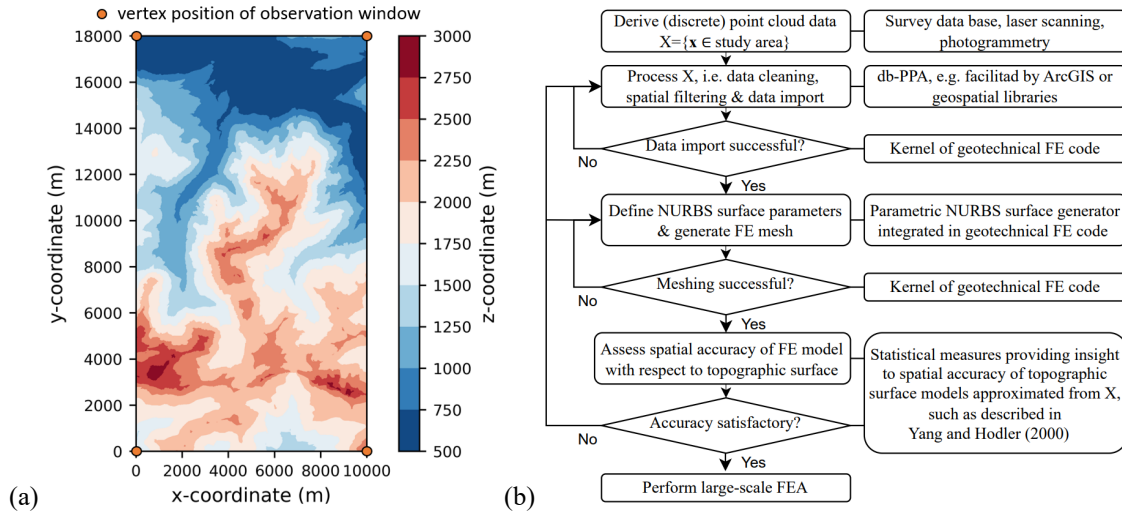 vertex position of observation window
18000
16000
14000
12000
10000
8000
6000
4000
2000
0
y-coordinate (m)
0 2000 4000 6000 8000 10000
x-coordinate (m)
3000
2750
2500
2250
2000
1750
1500
1250
1000
750
500
z-coordinate (m)
(a)
Derive (discrete) point cloud data
X={x ∈ study area}
Survey data base, laser scanning,
photogrammetry
Process X, i.e. data cleaning,
spatial filtering & data import
db-PPA, e.g. facilitad by ArcGIS or
geospatial libraries
Data import successful?
No
Yes
Kernel of geotechnical FE code
Define NURBS surface parameters
& generate FE mesh
Parametric NURBS surface generator
integrated in geotechnical FE code
Meshing successful?
No
Yes
Kernel of geotechnical FE code
Assess spatial accuracy of FE model
with respect to topographic surface
Statistical measures providing insight
to spatial accuracy of topographic
surface models approximated from X,
such as described in
Yang and Hodler (2000)
Accuracy satisfactory?
No
Yes
Perform large-scale FEA
(b)